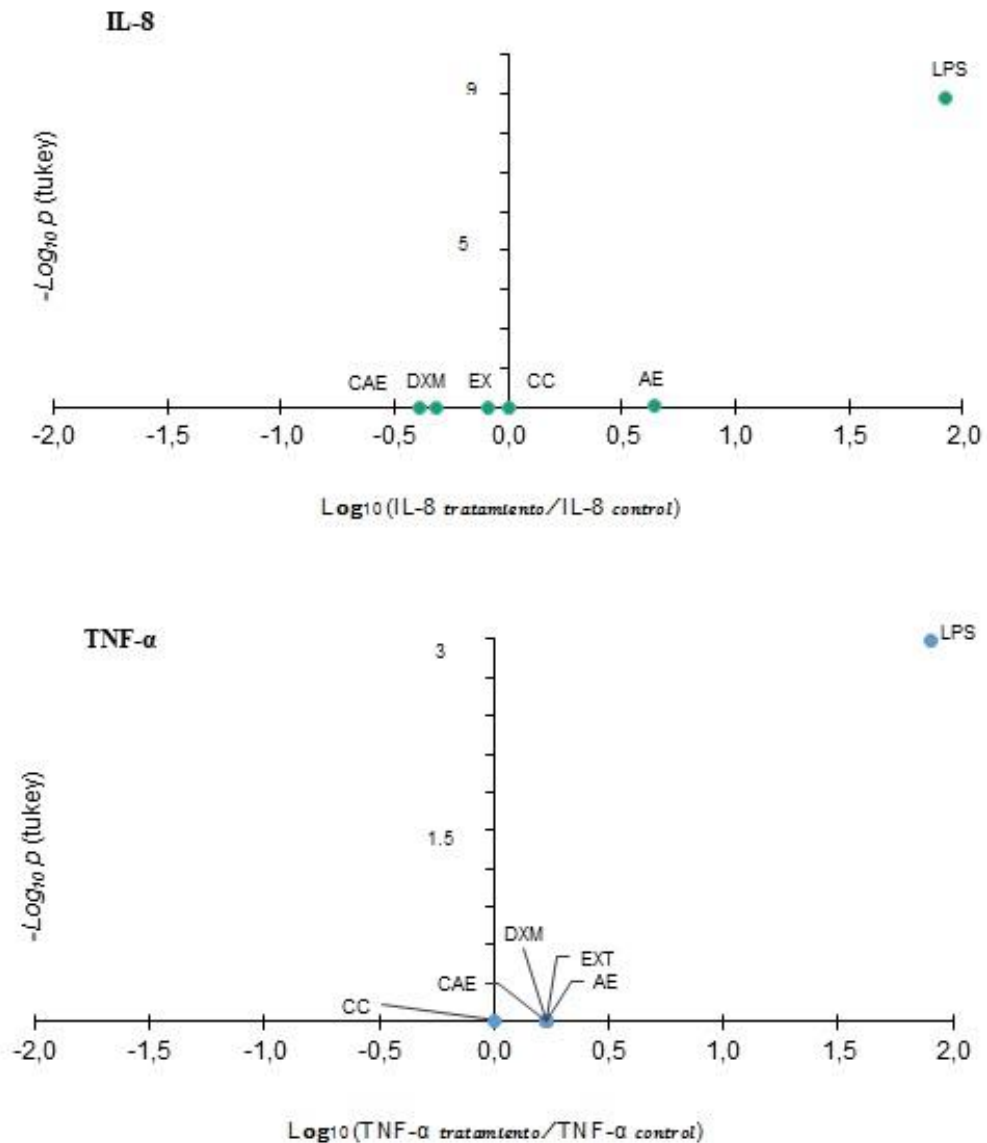 IL-8
LPS
9
-Log10 p (tukey)
5
CAE DXM EX CC AE
-2,0 -1,5 -1,0 -0,5 0,0 0,5 1,0 1,5 2,0
Log10 (IL-8 tratamiento/IL-8 control)
TNF-α
3
LPS
-Log10 p (tukey)
1.5
DXM
EXT
CAE
AE
CC
-2,0 -1,5 -1,0 -0,5 0,0 0,5 1,0 1,5 2,0
Log10 (TNF-α tratamiento/TNF-α control)